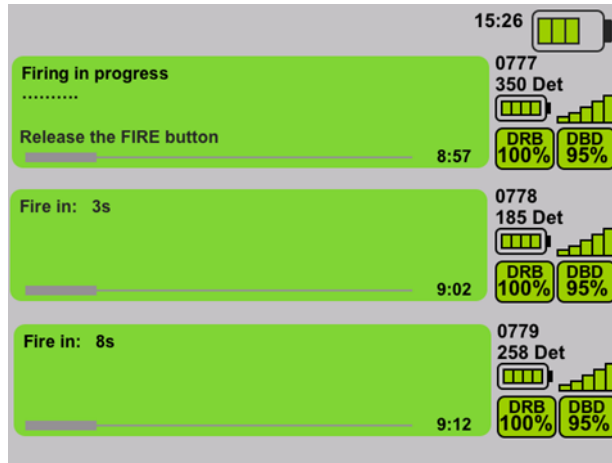 15:26
Firing in progress
..........
Release the FIRE button
8:57
0777
350 Det
DRB DBD
100% 95%
Fire in: 3s
9:02
0778
185 Det
DRB DBD
100% 95%
Fire in: 8s
9:12
0779
258 Det
DRB DBD
100% 95%